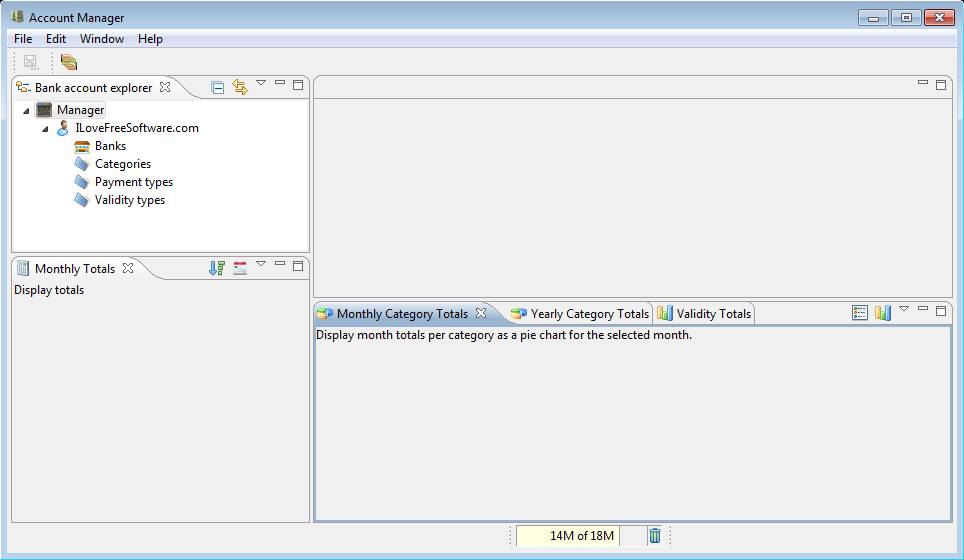 Account Manager
File Edit Window Help
Bank account explorer
Manager
ILoveFreeSoftware.com
Banks
Categories
Payment types
Validity types
Monthly Totals
Display totals
Monthly Category Totals Yearly Category Totals Validity Totals
Display month totals per category as a pie chart for the selected month.
14M of 18M